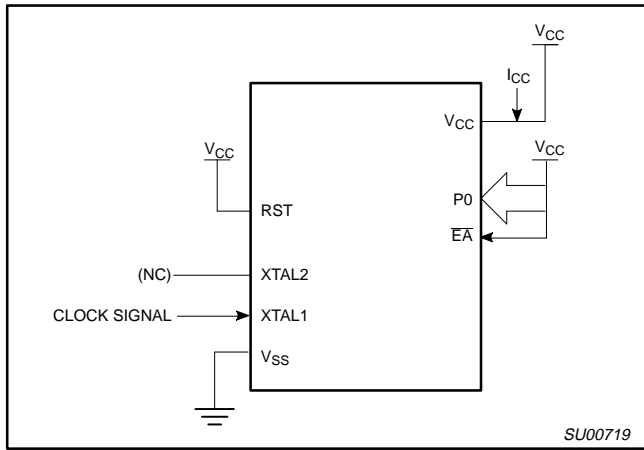 VCC
ICC
VCC
VCC
VCC
P0
RST
EA
(NC)
XTAL2
CLOCK SIGNAL
XTAL1
VSS
SU00719